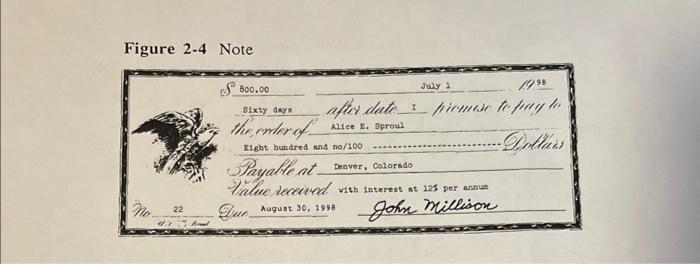 Figure 2-4 Note
$ 800.00 July 1 1998
Sixty days after date I promise to pay to
the order of Alice E. Sproul
Eight hundred and no/100 ------------------------ Dollars
Payable at Denver, Colorado
Value received with interest at 12% per annum
No. 22 Due August 30, 1998 John Millison